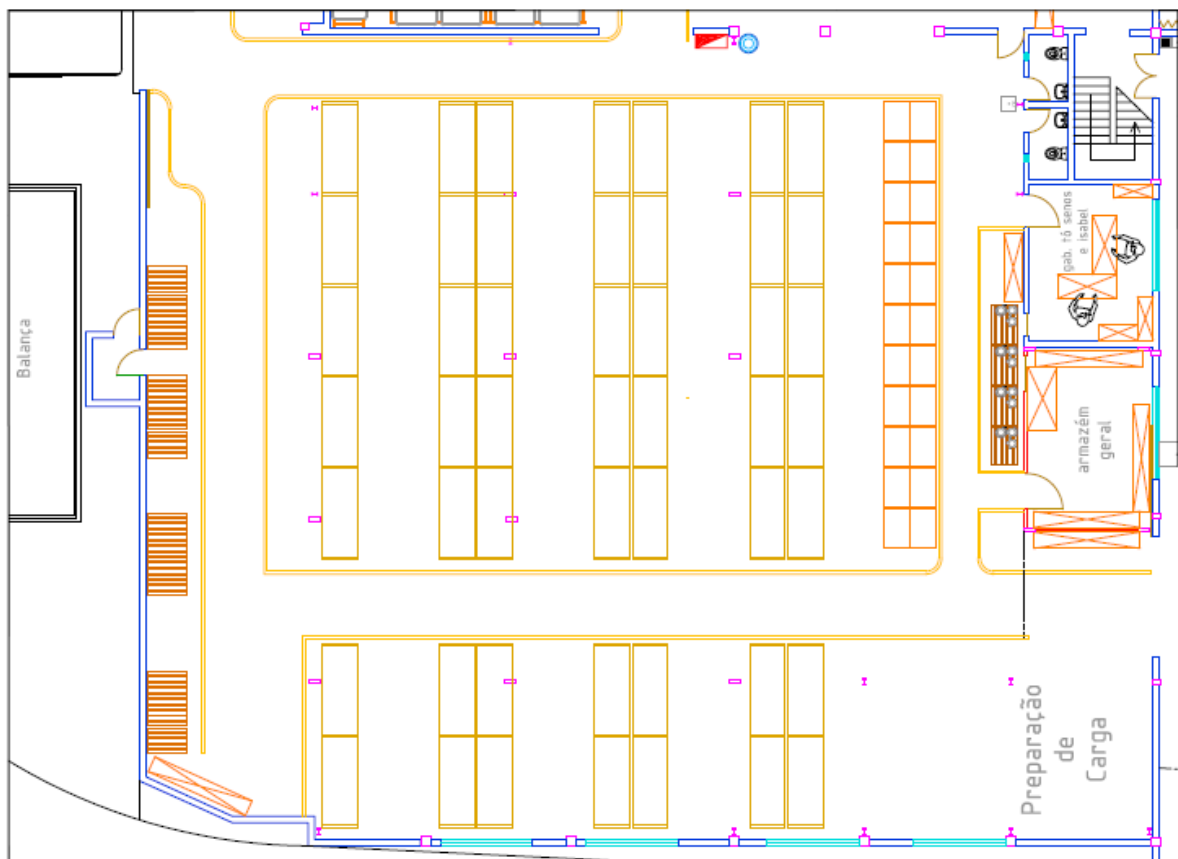 Balança
gab. tó senos
e isabel
armazém
geral
Preparação
de
Carga